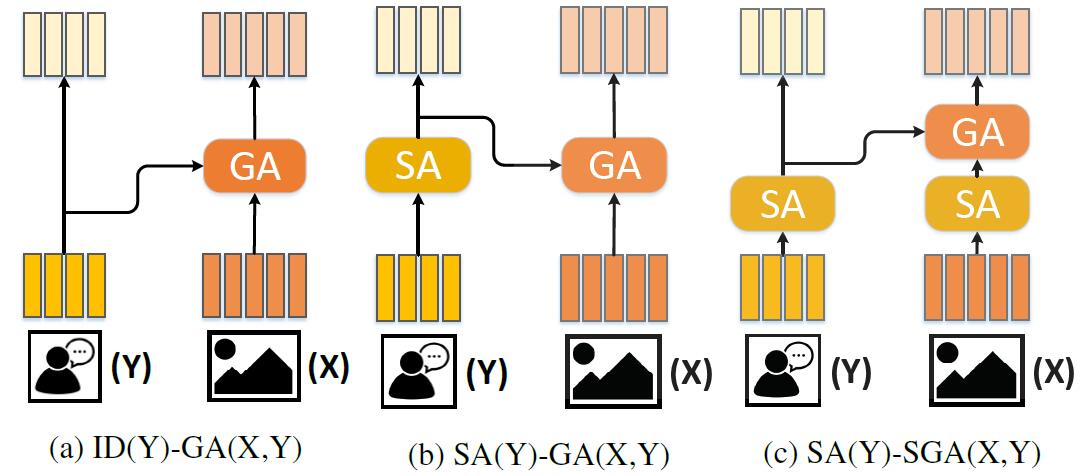 GA
(Y)
(X)
(a) ID(Y)-GA(X,Y)
SA
GA
(Y)
(X)
(b) SA(Y)-GA(X,Y)
GA
SA
SA
(Y)
(X)
(c) SA(Y)-SGA(X,Y)